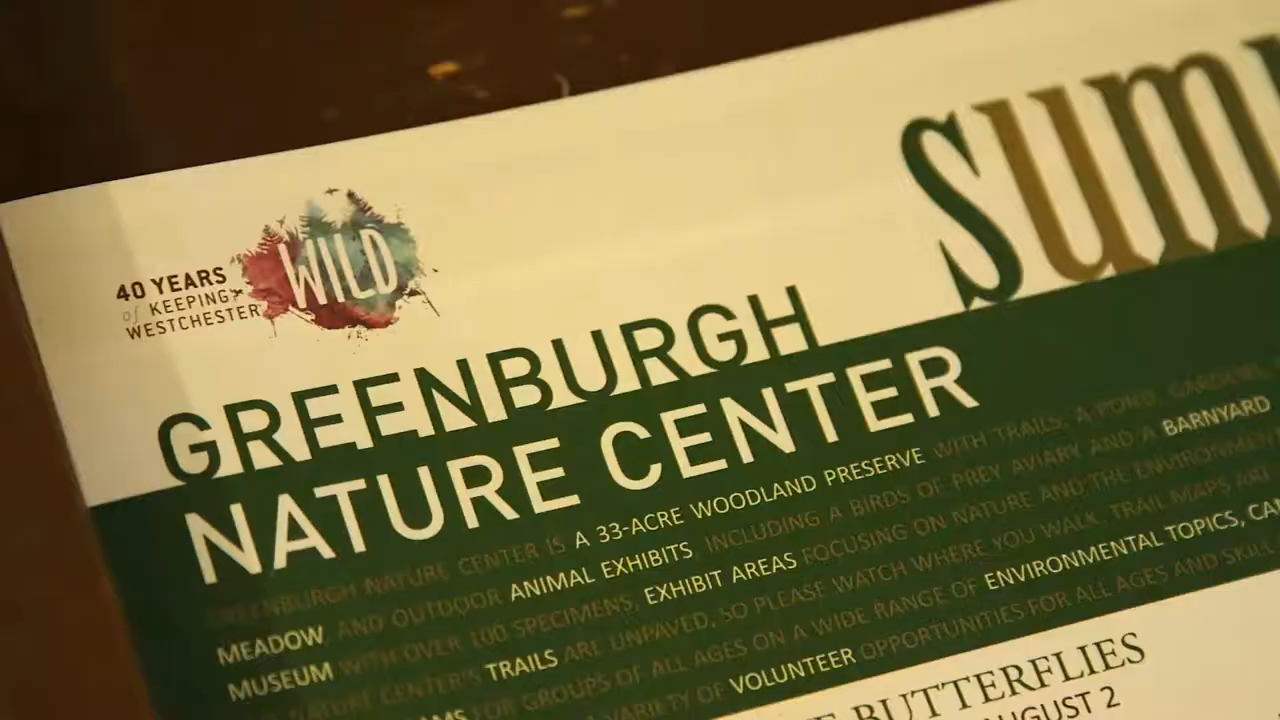 40 YEARS
of KEEPING
WESTCHESTER
WILD
SUM
GREENBURGH
NATURE CENTER
GREENBURGH NATURE CENTER IS A 33-ACRE WOODLAND PRESERVE WITH TRAILS, A POND, GARDENS,
MEADOW AND OUTDOOR ANIMAL EXHIBITS INCLUDING A BIRDS OF PREY AVIARY AND A BARNYARD
MUSEUM WITH OVER 100 SPECIMENS, EXHIBIT AREAS FOCUSING ON NATURE AND THE ENVIRONMENT
NATURE CENTER'S TRAILS ARE UNPAVED, SO PLEASE WATCH WHERE YOU WALK. TRAIL MAPS ARE
FOR GROUPS OF ALL AGES ON A WIDE RANGE OF ENVIRONMENTAL TOPICS, CA
VARIETY OF VOLUNTEER OPPORTUNITIES FOR ALL AGES AND SKILL
BUTTERFLIES
AUGUST 2